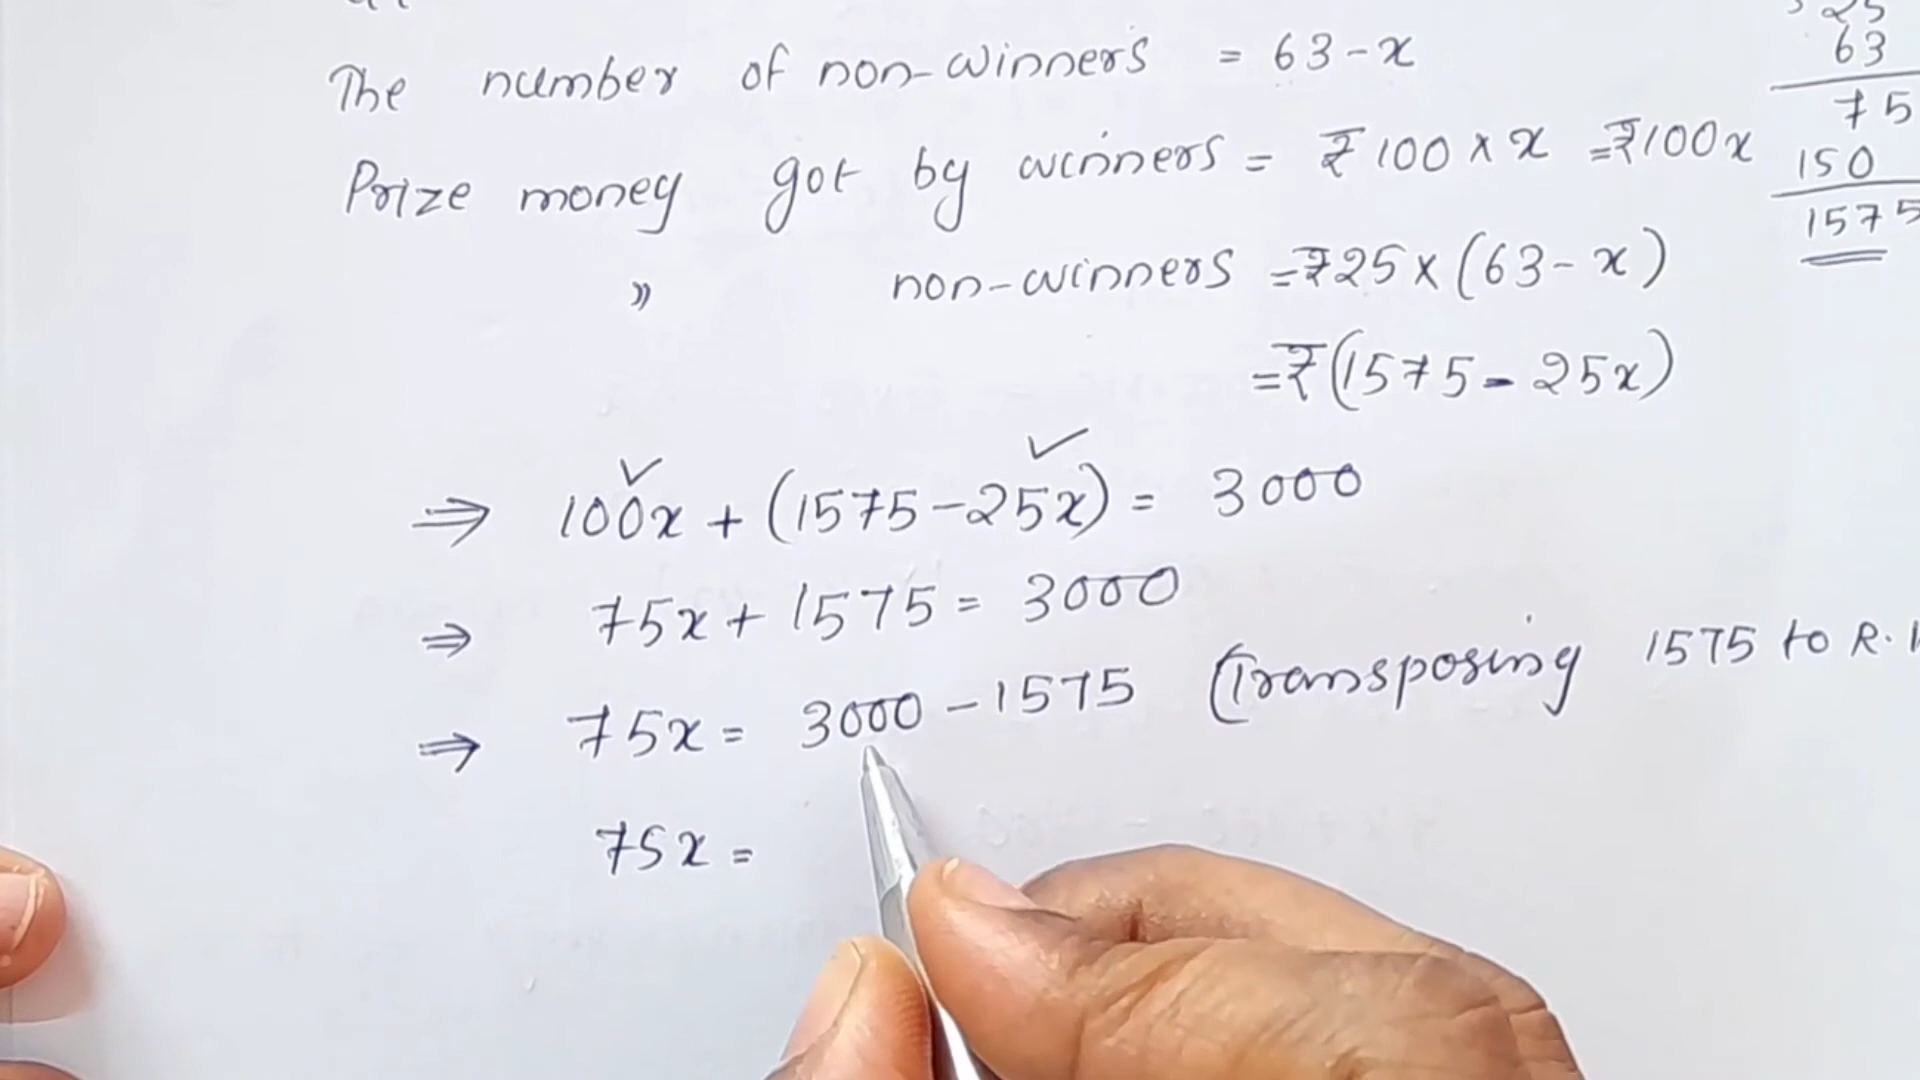 The number of non-winners = 63-x
Prize money got by winners = ₹100 × x = ₹100x
" non-winners = ₹25 × (63-x)
= ₹(1575 - 25x)
⇒ 100x + (1575-25x) = 3000
⇒ 75x + 1575 = 3000
⇒ 75x = 3000 - 1575 (Transposing 1575 to R.
75x =
25
63
75
150
1575